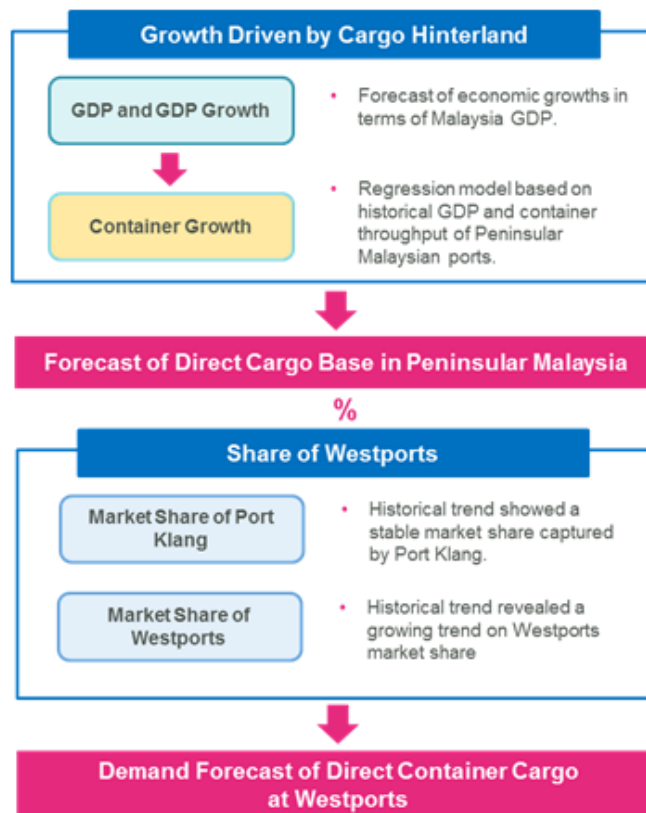 Growth Driven by Cargo Hinterland
GDP and GDP Growth
• Forecast of economic growths in
terms of Malaysia GDP.
Container Growth
• Regression model based on
historical GDP and container
throughput of Peninsular
Malaysian ports.
Forecast of Direct Cargo Base in Peninsular Malaysia
%
Share of Westports
Market Share of Port
Klang
• Historical trend showed a
stable market share captured
by Port Klang.
Market Share of
Westports
• Historical trend revealed a
growing trend on Westports
market share
Demand Forecast of Direct Container Cargo
at Westports